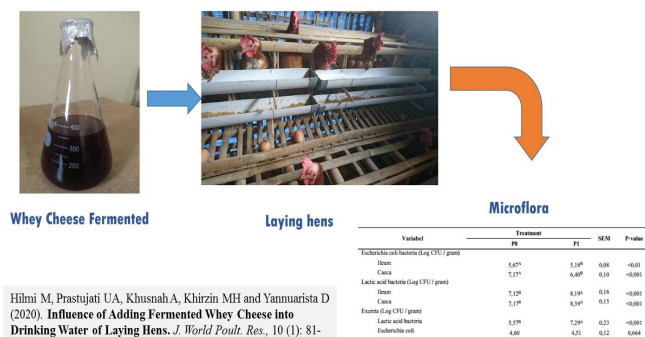 400
300
200
Whey Cheese Fermented
Laying hens
Microflora
Variabel Treatment SEM P-value
P0 P1
Escherichia coli bacteria (Log CFU / gram)
Ileum 5,67A 5,18B 0,08 <0,01
Caeca 7,17A 6,40B 0,10 <0,001
Lactic acid bacteria (Log CFU / gram)
Ileum 7,12B 8,19A 0,16 <0,001
Caeca 7,17B 8,39A 0,15 <0,001
Excreta (Log CFU / gram)
Lactic acid bacteria 5,57B 7,29A 0,23 <0,001
Escherichia coli 4,60 4,51 0,12 0,664
Hilmi M, Prastujati UA, Khusnah A, Khirzin MH and Yannuarista D
(2020). Influence of Adding Fermented Whey Cheese into
Drinking Water of Laying Hens. J. World Poult. Res., 10 (1): 81-